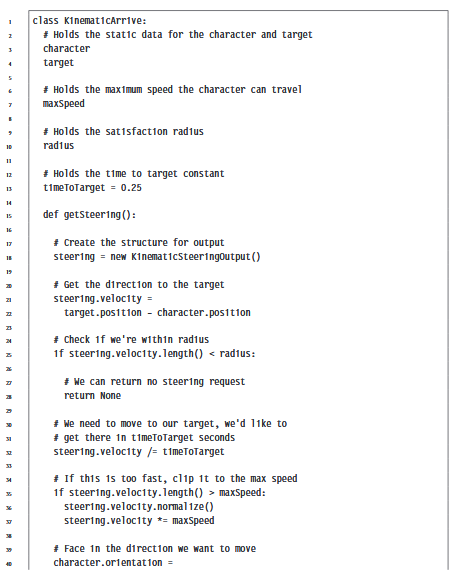 1 class KinematicArrive:
2 # Holds the static data for the character and target
3 character
4 target
5
6 # Holds the maximum speed the character can travel
7 maxSpeed
8
9 # Holds the satisfaction radius
10 radius
11
12 # Holds the time to target constant
13 timeToTarget = 0.25
14
15 def getSteering():
16
17 # Create the structure for output
18 steering = new KinematicSteeringOutput()
19
20 # Get the direction to the target
21 steering.velocity =
22 target.position - character.position
23
24 # Check if we're within radius
25 if steering.velocity.length() < radius:
26
27 # We can return no steering request
28 return None
29
30 # We need to move to our target, we'd like to
31 # get there in timeToTarget seconds
32 steering.velocity /= timeToTarget
33
34 # If this is too fast, clip it to the max speed
35 if steering.velocity.length() > maxSpeed:
36 steering.velocity.normalize()
37 steering.velocity *= maxSpeed
38
39 # Face in the direction we want to move
40 character.orientation =